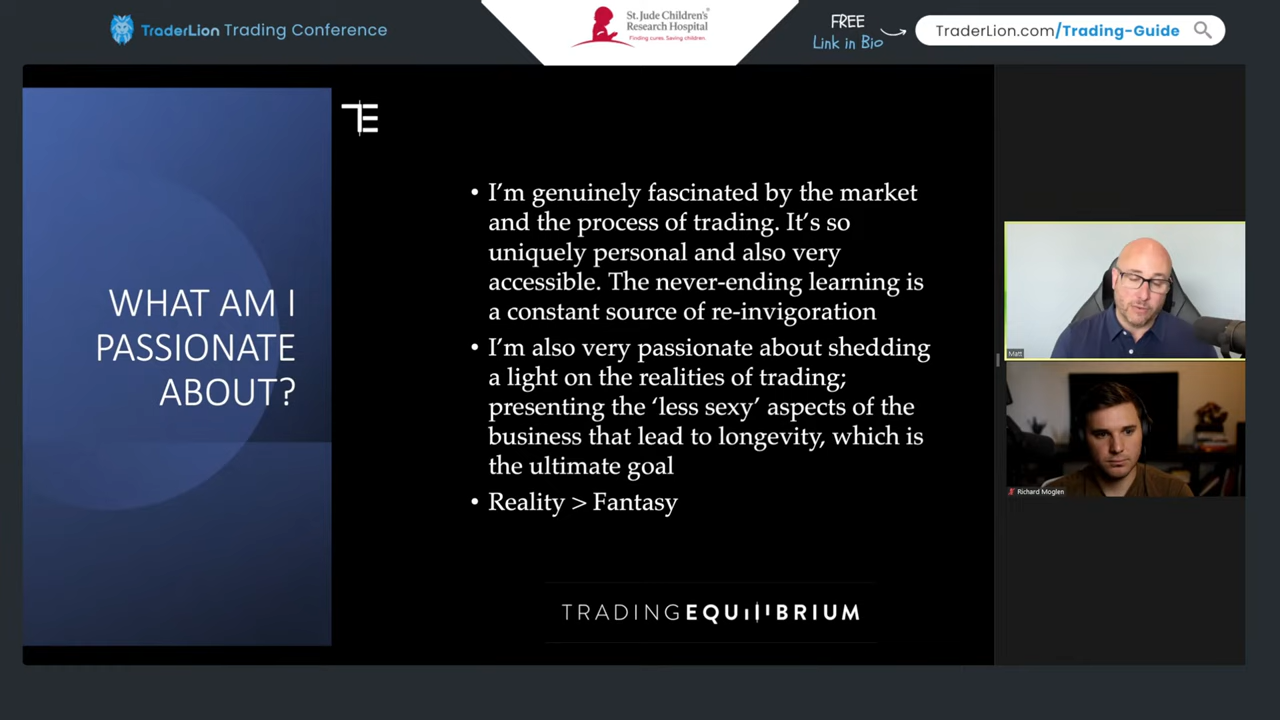 TraderLion Trading Conference
St. Jude Children's
Research Hospital
Finding cures. Saving children.
FREE
Link in Bio
TraderLion.com/Trading-Guide
TE
WHAT AM I
PASSIONATE
ABOUT?
• I'm genuinely fascinated by the market
and the process of trading. It's so
uniquely personal and also very
accessible. The never-ending learning is
a constant source of re-invigoration
• I'm also very passionate about shedding
a light on the realities of trading;
presenting the 'less sexy' aspects of the
business that lead to longevity, which is
the ultimate goal
• Reality > Fantasy
TRADINGEQUILIBRIUM
Matt
Richard Moglen